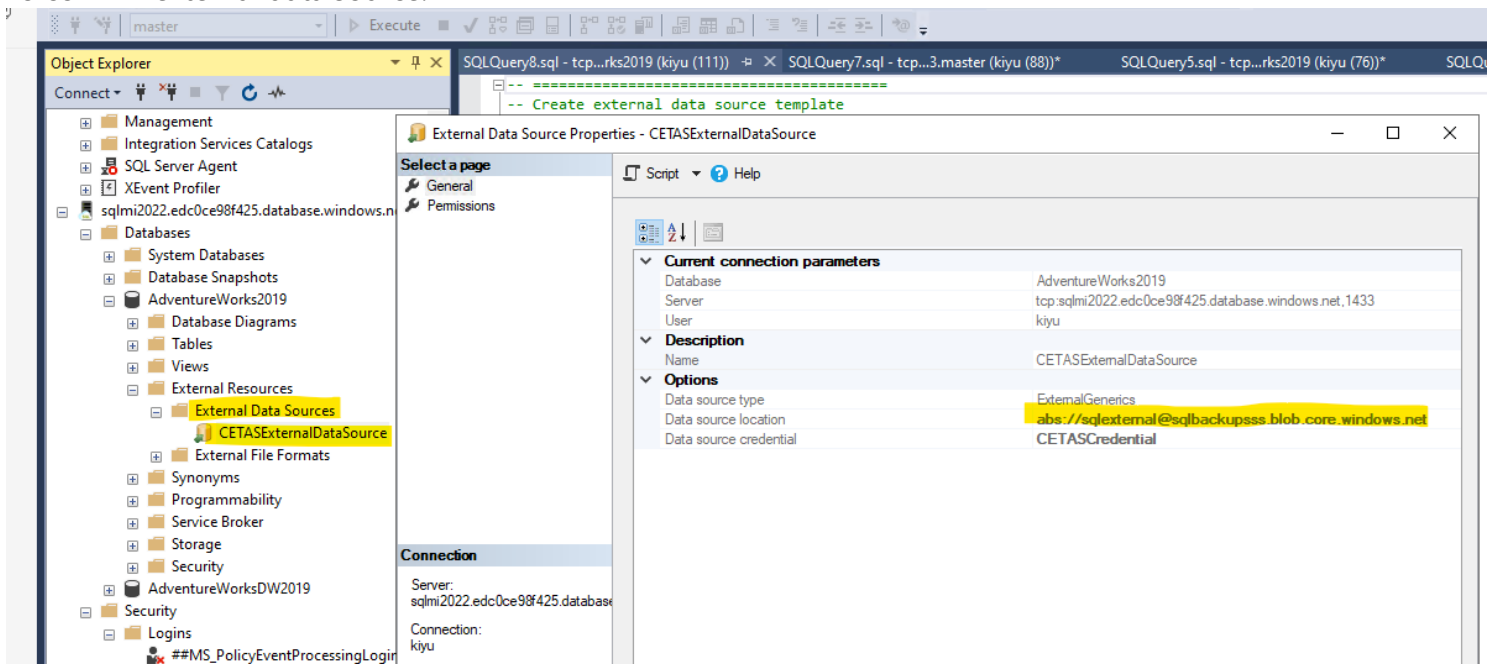 master
Execute
Object Explorer
SQLQuery8.sql - tcp...rks2019 (kiyu (111))
SQLQuery7.sql - tcp...3.master (kiyu (88))*
SQLQuery5.sql - tcp...rks2019 (kiyu (76))*
SQLQu
Connect
-- =========================================
-- Create external data source template
Management
Integration Services Catalogs
SQL Server Agent
XEvent Profiler
sqlmi2022.edc0ce98f425.database.windows.n
Databases
System Databases
Database Snapshots
AdventureWorks2019
Database Diagrams
Tables
Views
External Resources
External Data Sources
CETASExternalDataSource
External File Formats
Synonyms
Programmability
Service Broker
Storage
Security
AdventureWorksDW2019
Security
Logins
##MS_PolicyEventProcessingLogin
External Data Source Properties - CETASExternalDataSource
Select a page
General
Permissions
Script
Help
Current connection parameters
Database AdventureWorks2019
Server tcp:sqlmi2022.edc0ce98f425.database.windows.net,1433
User kiyu
Description
Name CETASExternalDataSource
Options
Data source type ExternalGenerics
Data source location abs://sqlexternal@sqlbackupsss.blob.core.windows.net
Data source credential CETASCredential
Connection
Server:
sqlmi2022.edc0ce98f425.database
Connection:
kiyu